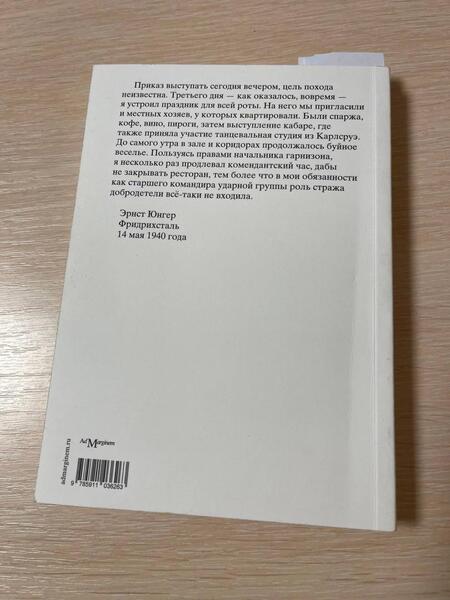 Приказ выступать сегодня вечером, цель похода
неизвестна. Третьего дня — как оказалось, вовремя —
я устроил праздник для всей роты. На него мы пригласили
и местных хозяев, у которых квартировали. Были спаржа,
кофе, вино, пироги, затем выступление кабаре, где
также приняла участие танцевальная студия из Карлсруэ.
До самого утра в зале и коридорах продолжалось буйное
веселье. Пользуясь правами начальника гарнизона,
я несколько раз продлевал комендантский час, дабы
не закрывать ресторан, тем более что в мои обязанности
как старшего командира ударной группы роль стража
добродетели всё-таки не входила.
Эрнст Юнгер
Фридрихсталь
14 мая 1940 года
Ad Marginem
admarginem.ru
9 785911 036263